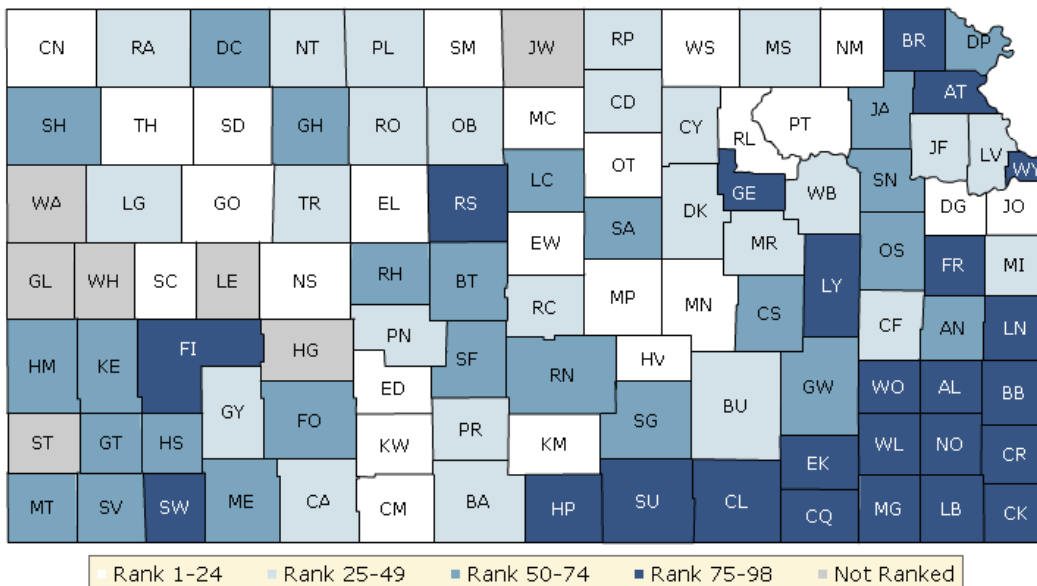 CN RA DC NT PL SM JW RP WS MS NM BR DP
SH TH SD GH RO OB MC CD CY RL PT JA AT
OT JF LV WY
WA LG GO TR EL RS LC DK GE WB SN DG JO
GL WH SC LE NS RH BT EW SA MR LY OS FR MI
RC MP MN CS CF AN LN
HM KE FI HG PN SF RN HV BU GW WO AL BB
GY ED
ST GT HS FO KW PR KM SG EK WL NO CR
MT SV SW ME CA CM BA HP SU CL CQ MG LB CK
Rank 1-24 Rank 25-49 Rank 50-74 Rank 75-98 Not Ranked